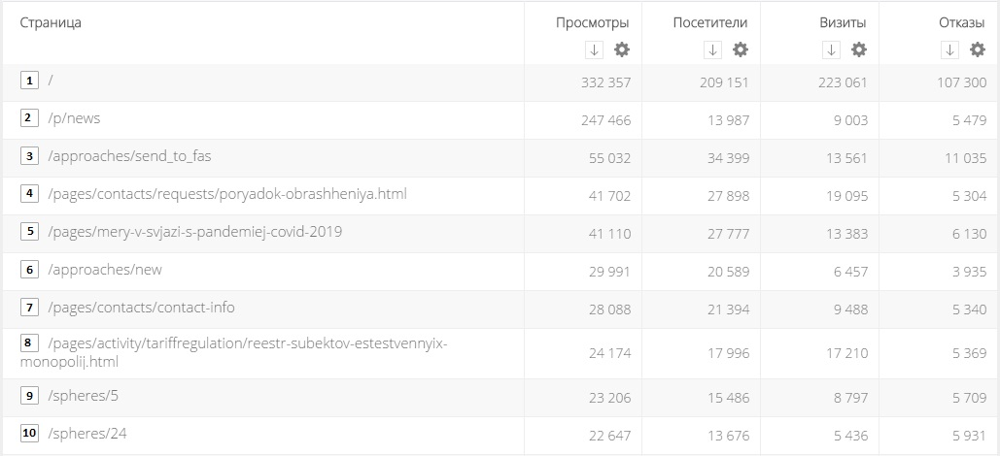 Страница Просмотры Посетители Визиты Отказы
1 / 332 357 209 151 223 061 107 300
2 /p/news 247 466 13 987 9 003 5 479
3 /approaches/send_to_fas 55 032 34 399 13 561 11 035
4 /pages/contacts/requests/poryadok-obrashheniya.html 41 702 27 898 19 095 5 304
5 /pages/mery-v-svjazi-s-pandemiej-covid-2019 41 110 27 777 13 383 6 130
6 /approaches/new 29 991 20 589 6 457 3 935
7 /pages/contacts/contact-info 28 088 21 394 9 488 5 340
8 /pages/activity/tariffregulation/reestr-subektov-estestvennyix-
monopolij.html 24 174 17 996 17 210 5 369
9 /spheres/5 23 206 15 486 8 797 5 709
10 /spheres/24 22 647 13 676 5 436 5 931